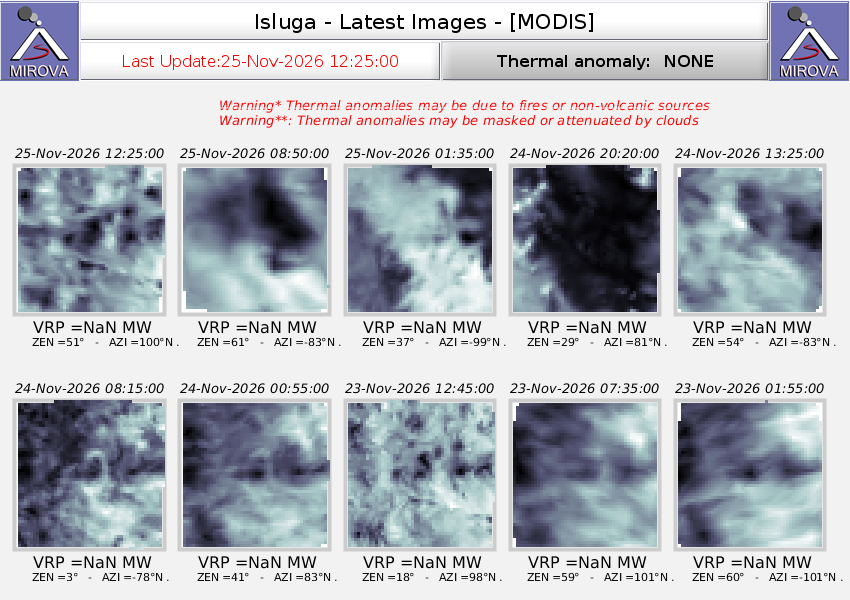 Isluga - Latest Images - [MODIS]
MIROVA
Last Update:25-Nov-2026 12:25:00
Thermal anomaly: NONE
MIROVA
Warning* Thermal anomalies may be due to fires or non-volcanic sources
Warning**: Thermal anomalies may be masked or attenuated by clouds
25-Nov-2026 12:25:00 25-Nov-2026 08:50:00 25-Nov-2026 01:35:00 24-Nov-2026 20:20:00 24-Nov-2026 13:25:00
VRP =NaN MW VRP =NaN MW VRP =NaN MW VRP =NaN MW VRP =NaN MW
ZEN =51° - AZI =100°N . ZEN =61° - AZI =-83°N . ZEN =37° - AZI =-99°N . ZEN =29° - AZI =81°N . ZEN =54° - AZI =-83°N .
24-Nov-2026 08:15:00 24-Nov-2026 00:55:00 23-Nov-2026 12:45:00 23-Nov-2026 07:35:00 23-Nov-2026 01:55:00
VRP =NaN MW VRP =NaN MW VRP =NaN MW VRP =NaN MW VRP =NaN MW
ZEN =3° - AZI =-78°N . ZEN =41° - AZI =83°N . ZEN =18° - AZI =98°N . ZEN =59° - AZI =101°N . ZEN =60° - AZI =-101°N .